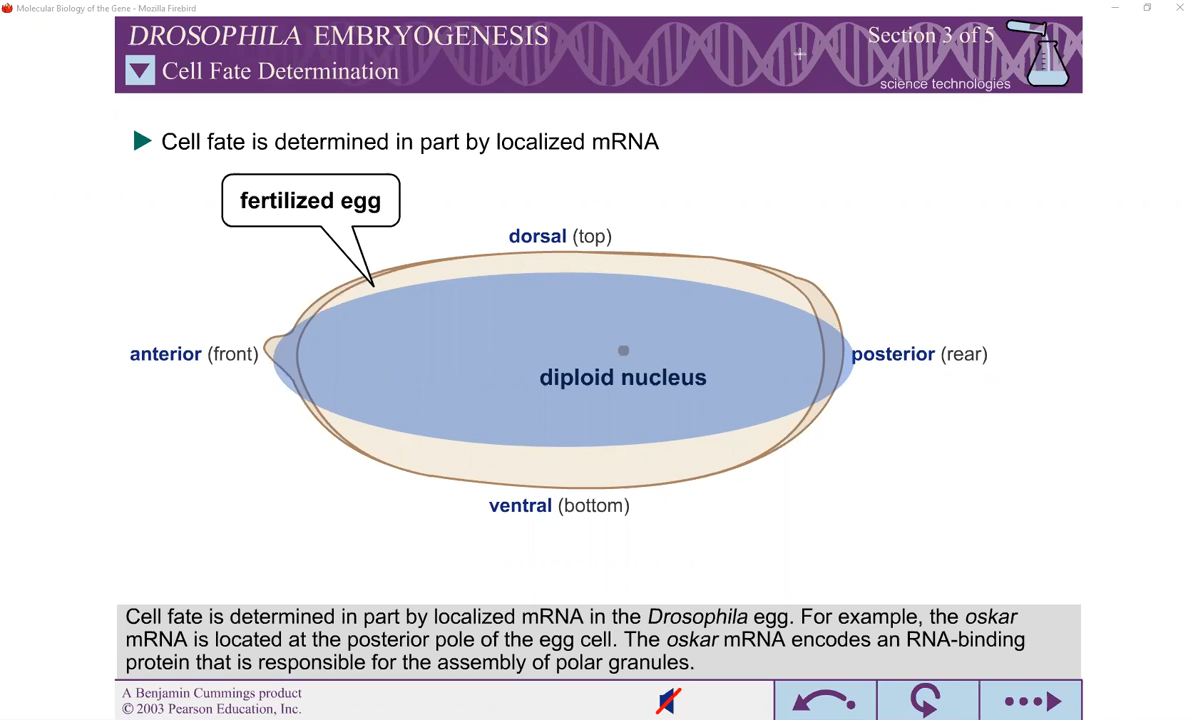 Molecular Biology of the Gene - Mozilla Firebird
DROSOPHILA EMBRYOGENESIS
Section 3 of 5
Cell Fate Determination
science technologies
Cell fate is determined in part by localized mRNA
fertilized egg
dorsal (top)
anterior (front)
posterior (rear)
diploid nucleus
ventral (bottom)
Cell fate is determined in part by localized mRNA in the Drosophila egg. For example, the oskar
mRNA is located at the posterior pole of the egg cell. The oskar mRNA encodes an RNA-binding
protein that is responsible for the assembly of polar granules.
A Benjamin Cummings product
© 2003 Pearson Education, Inc.